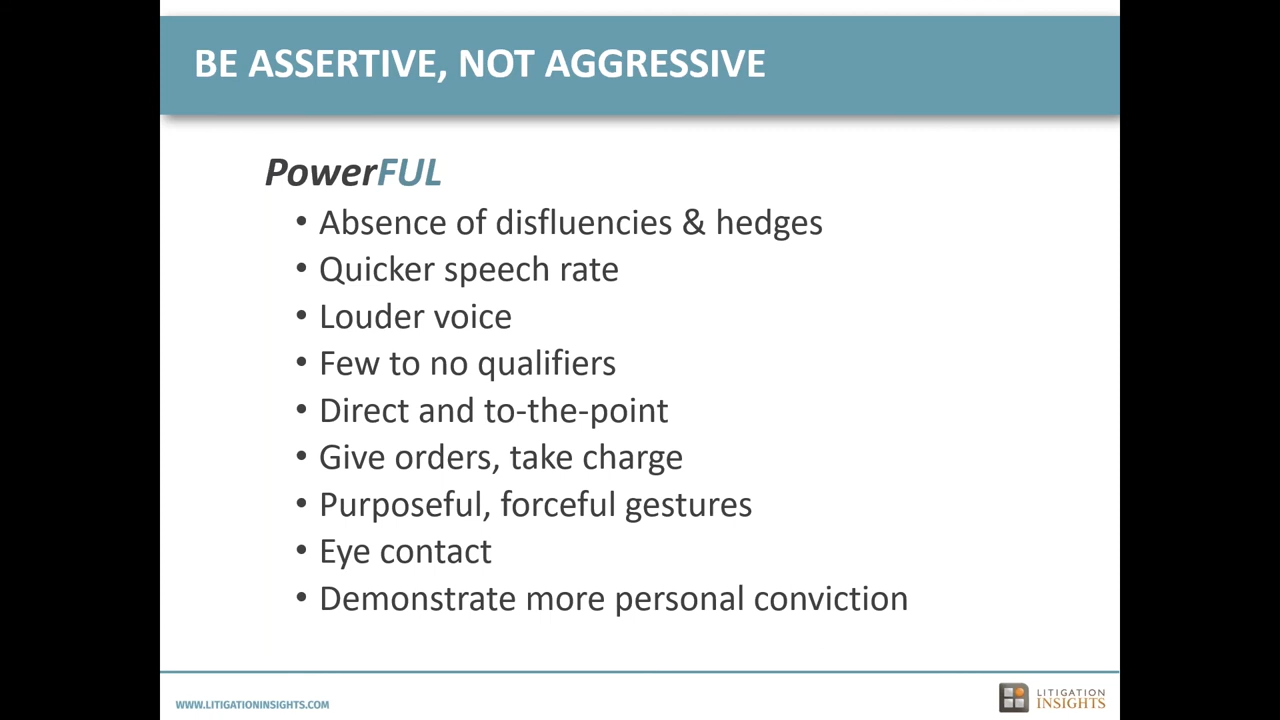 BE ASSERTIVE, NOT AGGRESSIVE
PowerFUL
• Absence of disfluencies & hedges
• Quicker speech rate
• Louder voice
• Few to no qualifiers
• Direct and to-the-point
• Give orders, take charge
• Purposeful, forceful gestures
• Eye contact
• Demonstrate more personal conviction
WWW.LITIGATIONINSIGHTS.COM
LITIGATION
INSIGHTS